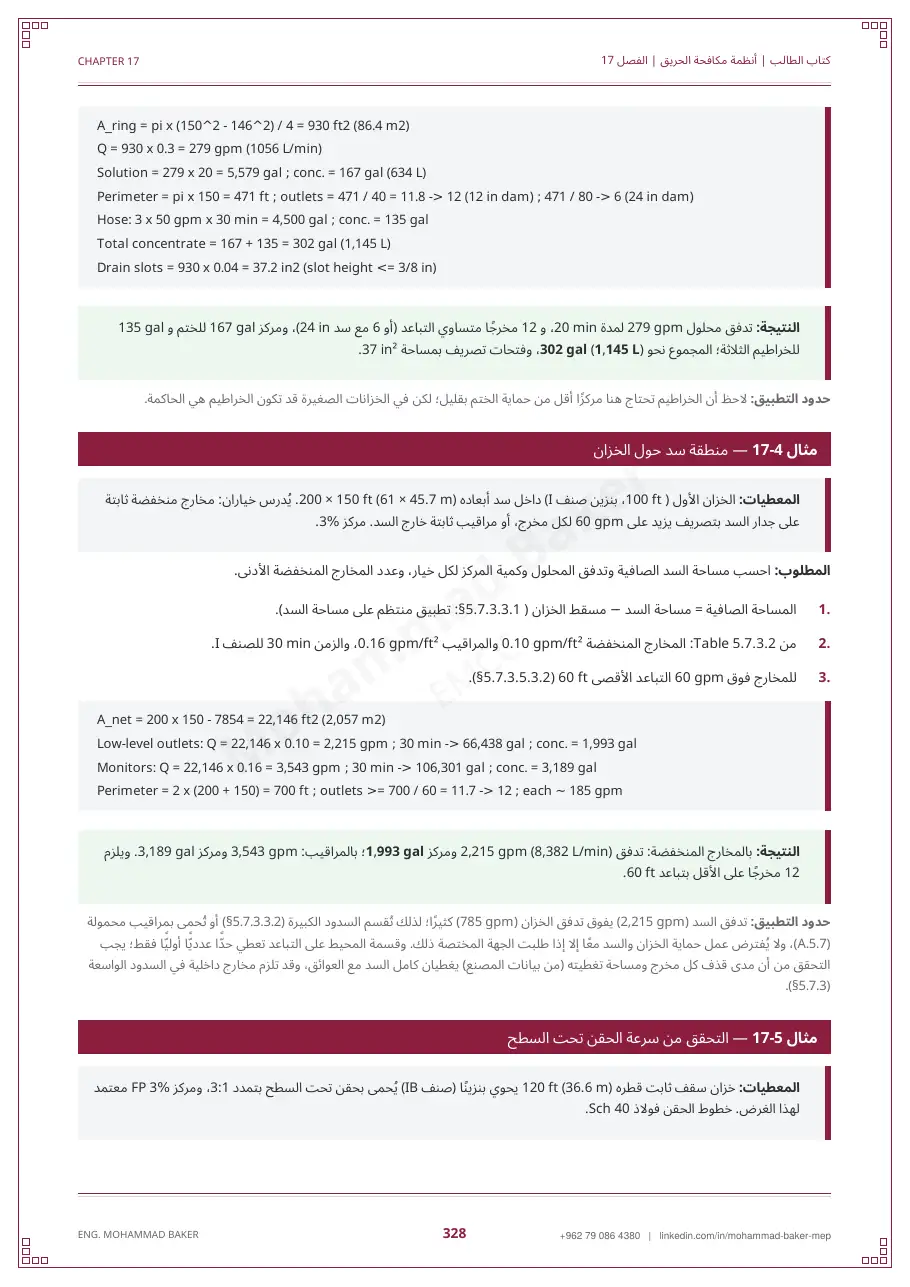 CHAPTER 17
كتاب الطالب | أنظمة مكافحة الحريق | الفصل 17
A_ring = pi x (150^2 - 146^2) / 4 = 930 ft2 (86.4 m2)
Q = 930 x 0.3 = 279 gpm (1056 L/min)
Solution = 279 x 20 = 5,579 gal ; conc. = 167 gal (634 L)
Perimeter = pi x 150 = 471 ft ; outlets = 471 / 40 = 11.8 -> 12 (12 in dam) ; 471 / 80 -> 6 (24 in dam)
Hose: 3 x 50 gpm x 30 min = 4,500 gal ; conc. = 135 gal
Total concentrate = 167 + 135 = 302 gal (1,145 L)
Drain slots = 930 x 0.04 = 37.2 in2 (slot height <= 3/8 in)
النتيجة: تدفق محلول 279 gpm لمدة 20 min، و 12 مخرجًا متساوي التباعد (أو 6 مع سد 24 in)، ومركز 167 gal للختم و 135 gal
للخراطيم الثلاثة؛ المجموع نحو 302 gal (1,145 L)، وفتحات تصريف بمساحة 37 in².
حدود التطبيق: لاحظ أن الخراطيم تحتاج هنا مركزًا أقل من حماية الختم بقليل؛ لكن في الخزانات الصغيرة قد تكون الخراطيم هي الحاكمة.
مثال 17-4 — منطقة سد حول الخزان
المعطيات: الخزان الأول ( 100 ft، بنزين صنف I) داخل سد أبعاده 200 × 150 ft (61 × 45.7 m). يُدرس خياران: مخارج منخفضة ثابتة
على جدار السد بتصريف يزيد على 60 gpm لكل مخرج، أو مراقيب ثابتة خارج السد. مركز 3%.
المطلوب: احسب مساحة السد الصافية وتدفق المحلول وكمية المركز لكل خيار، وعدد المخارج المنخفضة الأدنى.
1. المساحة الصافية = مساحة السد − مسقط الخزان ( §5.7.3.3.1: تطبيق منتظم على مساحة السد).
2. من Table 5.7.3.2: المخارج المنخفضة 0.10 gpm/ft² والمراقيب 0.16 gpm/ft²، والزمن 30 min للصنف I.
3. للمخارج فوق 60 gpm التباعد الأقصى 60 ft (§5.7.3.5.3.2).
A_net = 200 x 150 - 7854 = 22,146 ft2 (2,057 m2)
Low-level outlets: Q = 22,146 x 0.10 = 2,215 gpm ; 30 min -> 66,438 gal ; conc. = 1,993 gal
Monitors: Q = 22,146 x 0.16 = 3,543 gpm ; 30 min -> 106,301 gal ; conc. = 3,189 gal
Perimeter = 2 x (200 + 150) = 700 ft ; outlets >= 700 / 60 = 11.7 -> 12 ; each ~ 185 gpm
النتيجة: بالمخارج المنخفضة: تدفق 2,215 gpm (8,382 L/min) ومركز 1,993 gal؛ بالمراقيب: 3,543 gpm ومركز 3,189 gal. ويلزم
12 مخرجًا على الأقل بتباعد 60 ft.
حدود التطبيق: تدفق السد (2,215 gpm) يفوق تدفق الخزان (785 gpm) كثيرًا؛ لذلك تُقسم السدود الكبيرة (§5.7.3.3.2) أو تُحمى بمراقيب محمولة
(A.5.7)، ولا يُفترض عمل حماية الخزان والسد معًا إلا إذا طلبت الجهة المختصة ذلك. وقسمة المحيط على التباعد تعطي حدًّا عدديًّا أوليًّا فقط؛ يجب
التحقق من أن مدى قذف كل مخرج ومساحة تغطيته (من بيانات المصنع) يغطيان كامل السد مع العوائق، وقد تلزم مخارج داخلية في السدود الواسعة
(§5.7.3).
مثال 17-5 — التحقق من سرعة الحقن تحت السطح
المعطيات: خزان سقف ثابت قطره 120 ft (36.6 m) يحوي بنزينًا (صنف IB) يُحمى بحقن تحت السطح بتمدد 3:1، ومركز FP 3% معتمد
لهذا الغرض. خطوط الحقن فولاذ Sch 40.
ENG. MOHAMMAD BAKER
328
+962 79 086 4380 | linkedin.com/in/mohammad-baker-mep